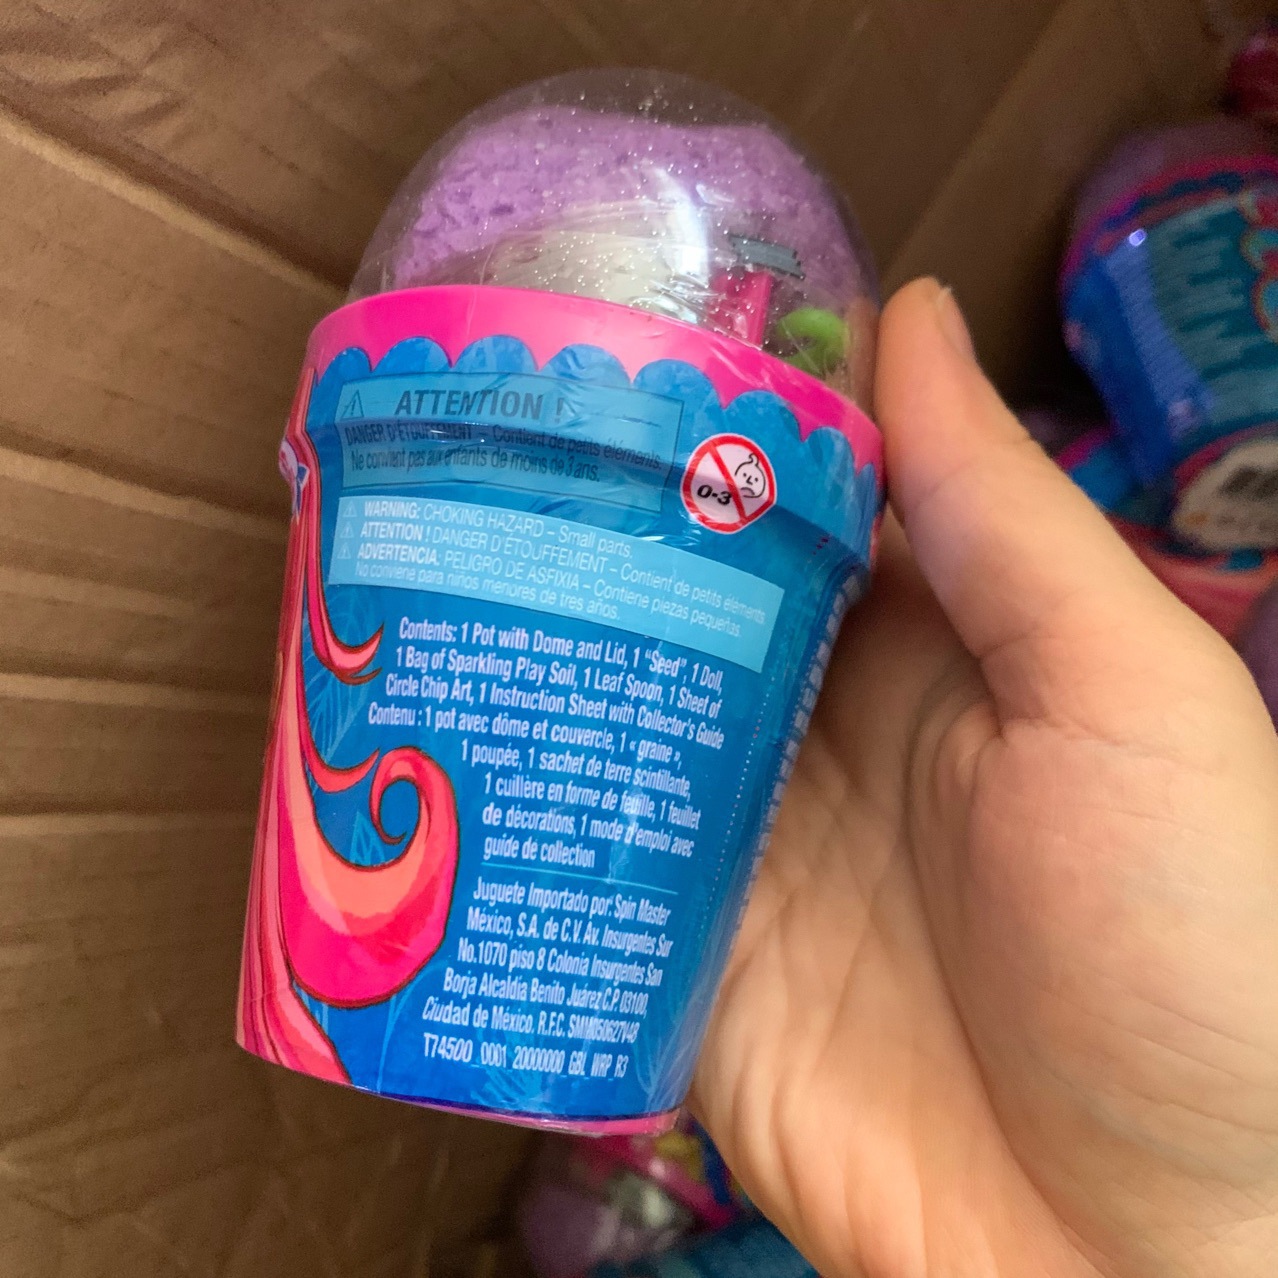 ATTENTION !
DANGER D'ÉTOUFFEMENT – Contient de petits éléments.
Ne convient pas aux enfants de moins de 3 ans.
0-3
WARNING: CHOKING HAZARD – Small parts.
ATTENTION ! DANGER D'ÉTOUFFEMENT – Contient de petits éléments
ADVERTENCIA: PELIGRO DE ASFIXIA – Contiene piezas pequeñas.
No conviene para niños menores de tres años.
Contents: 1 Pot with Dome and Lid, 1 "Seed", 1 Doll,
1 Bag of Sparkling Play Soil, 1 Leaf Spoon, 1 Sheet of
Circle Chip Art, 1 Instruction Sheet with Collector's Guide
Contenu : 1 pot avec dôme et couvercle, 1 « graine »,
1 poupée, 1 sachet de terre scintillante,
1 cuillère en forme de feuille, 1 feuillet
de décorations, 1 mode d'emploi avec
guide de collection
Juguete Importado por: Spin Master
México, S.A. de C.V. Av. Insurgentes Sur
No.1070 piso 8 Colonia Insurgentes San
Borja Alcaldía Benito Juárez C.P. 03100,
Ciudad de México. R.F.C. SMM050627V48
T74500_0001_20000000_GBL_WRP_R3